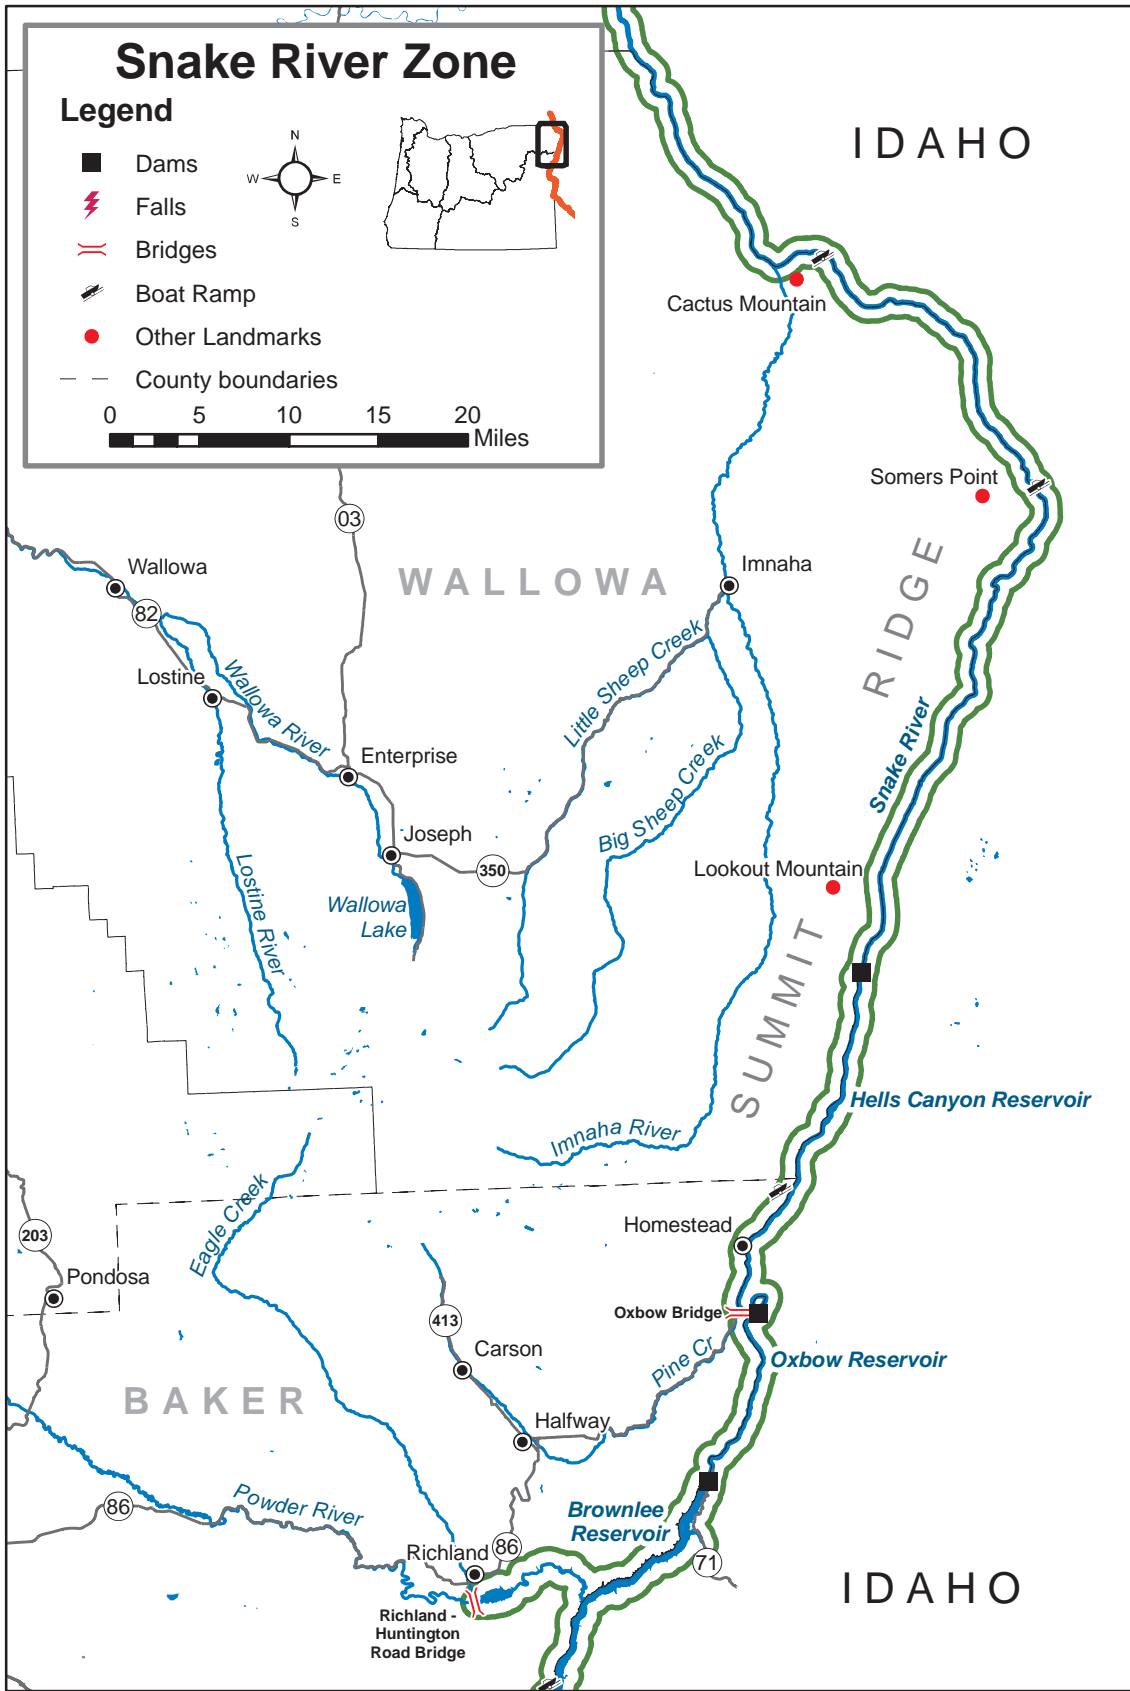 Snake River Zone
Legend
Dams
Falls
Bridges
Boat Ramp
Other Landmarks
County boundaries
N
W E
S
0 5 10 15 20
Miles
IDAHO
Cactus Mountain
Somers Point
03
Wallowa
WALLOWA
Imnaha
82
RIDGE
Lostine
Wallowa River
Little Sheep Creek
Snake River
Enterprise
Big Sheep Creek
Joseph
350
Lookout Mountain
Wallowa
Lake
Lostine River
SUMMIT
Hells Canyon Reservoir
Imnaha River
Eagle Creek
Homestead
203
Pondosa
Oxbow Bridge
413
Carson
Pine Cr
Oxbow Reservoir
BAKER
Halfway
Powder River
86
Brownlee
Reservoir
Richland
86
71
IDAHO
Richland -
Huntington
Road Bridge